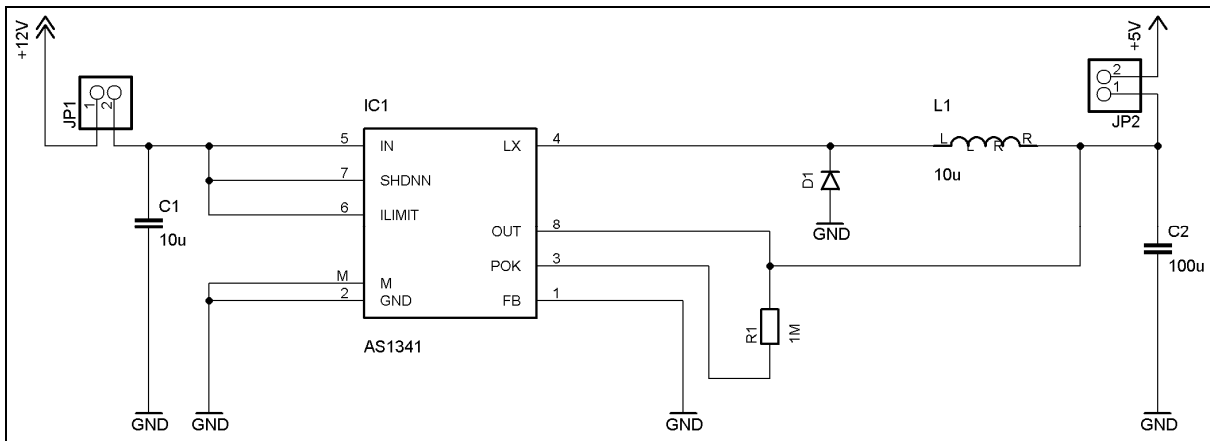 +12V
JP1
1
2
C1
10u
GND
GND
IC1
5
7
6
M
2
IN
SHDNN
ILIMIT
M
GND
LX
OUT
POK
FB
4
8
3
1
AS1341
R1
1M
GND
D1
GND
L1
L
L
R
R
10u
+5V
2
1
JP2
C2
100u
GND